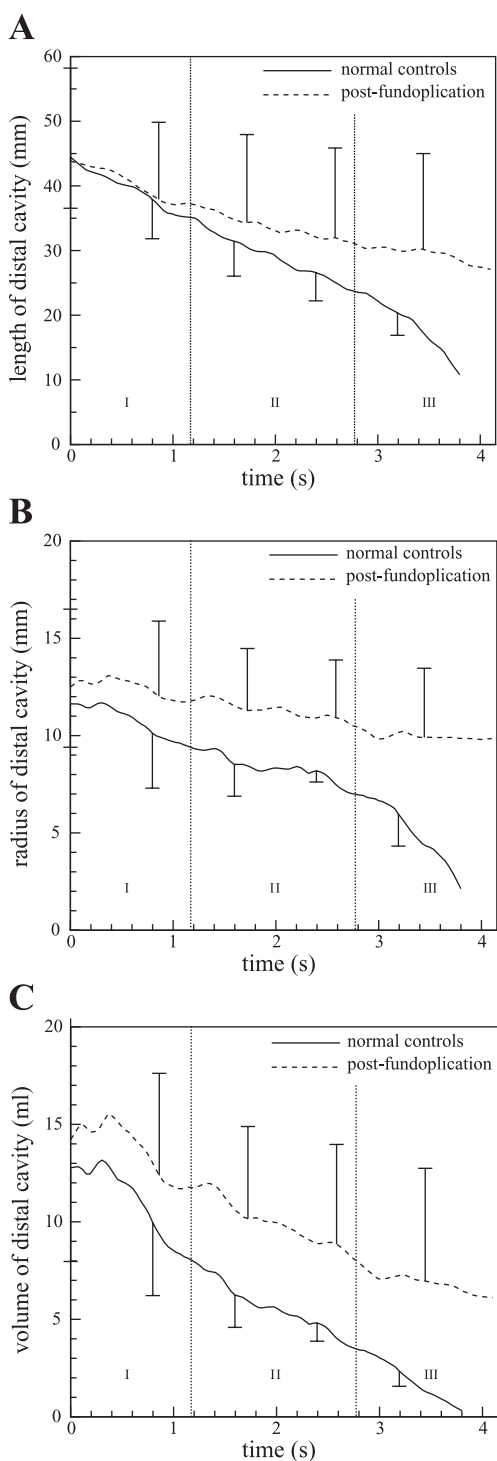 A
60
50
40
30
20
10
0
length of distal cavity (mm)
normal controls
post-fundoplication
I
II
III
0
1
2
3
4
time (s)
B
20
15
10
5
0
radius of distal cavity (mm)
normal controls
post-fundoplication
I
II
III
0
1
2
3
4
time (s)
C
20
15
10
5
0
volume of distal cavity (ml)
normal controls
post-fundoplication
I
II
III
0
1
2
3
4
time (s)